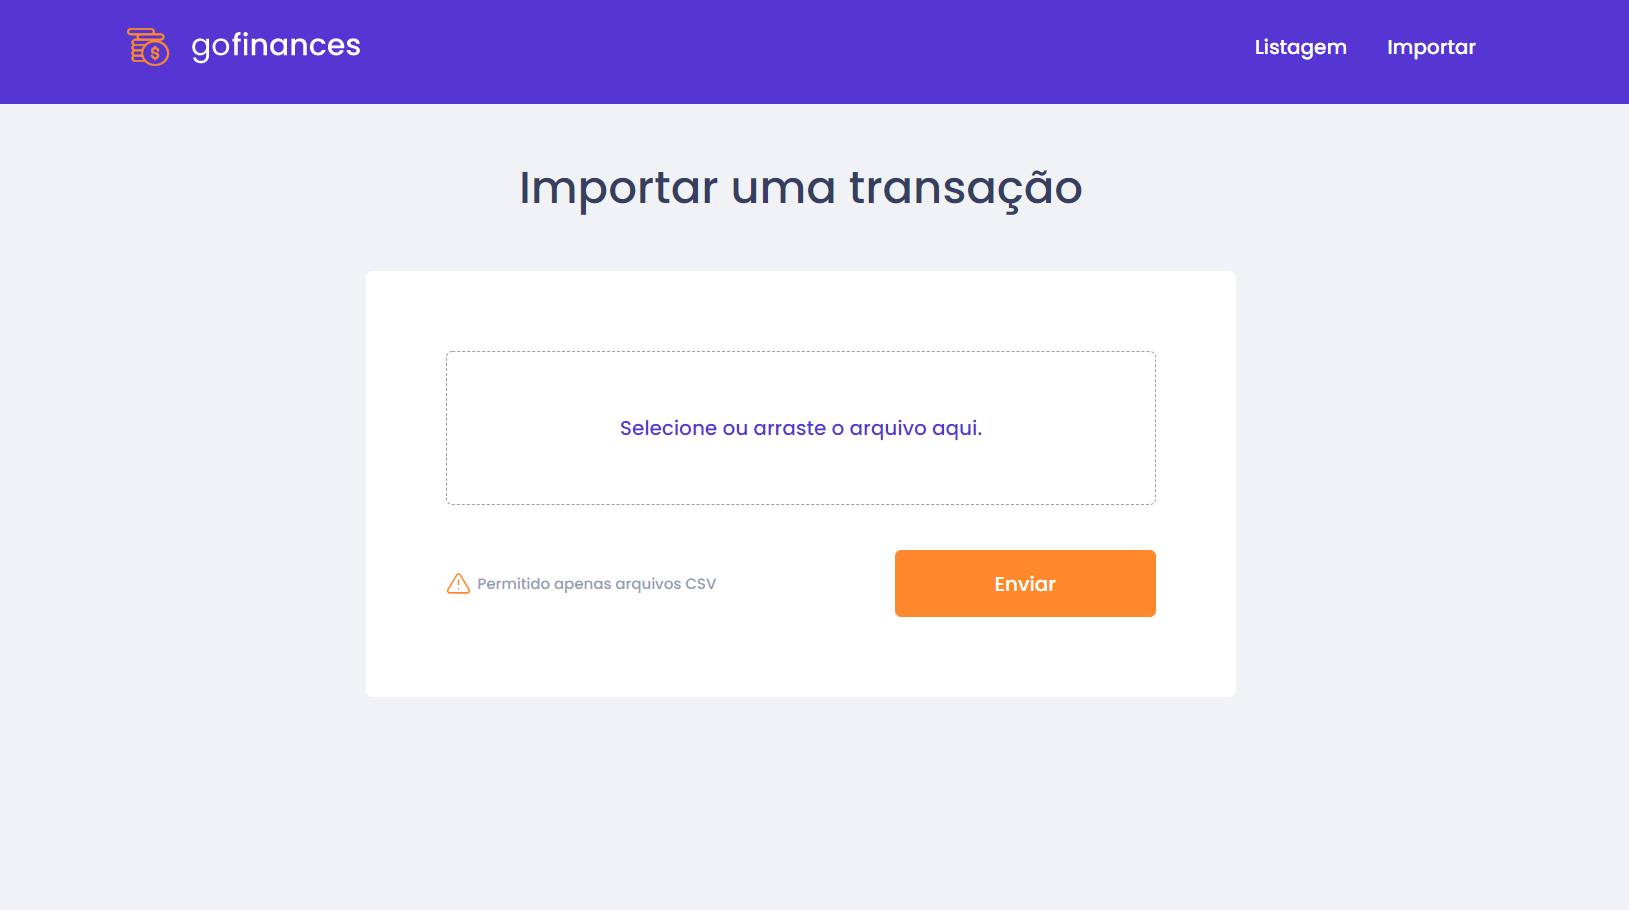 gofinances
Listagem
Importar
Importar uma transação
Selecione ou arraste o arquivo aqui.
Permitido apenas arquivos CSV
Enviar